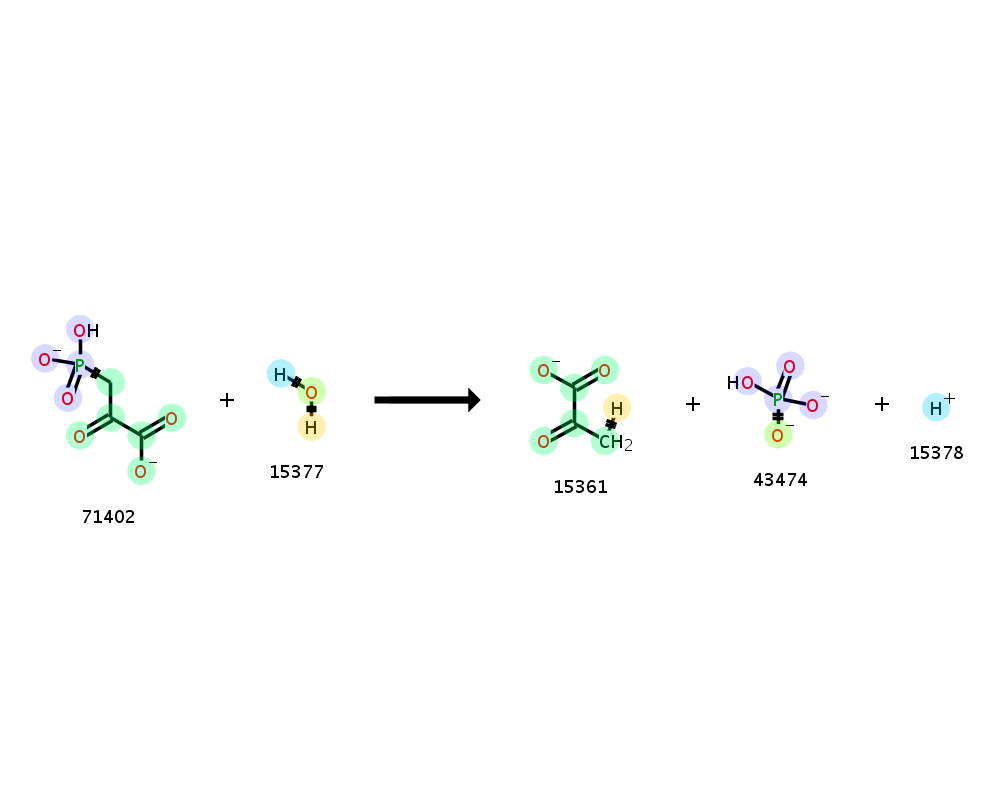 OH
O⁻ P
O
O O
O⁻
71402
+
H
O
H
15377
O⁻ O
H
O CH₂
15361
+
O
HO P O⁻
O⁻
43474
+
H⁺
15378